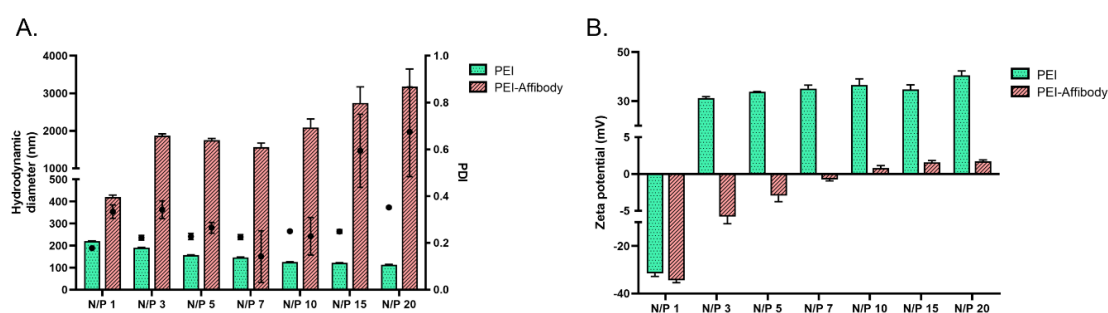 A.
4000
3000
2000
1000
500
400
300
200
100
0
Hydrodynamic
diameter (nm)
1.0
0.8
0.6
0.4
0.2
0.0
PDI
PEI
PEI-Affibody
N/P 1 N/P 3 N/P 5 N/P 7 N/P 10 N/P 15 N/P 20
B.
50
30
5
0
-5
-20
-40
Zeta potential (mV)
PEI
PEI-Affibody
N/P 1 N/P 3 N/P 5 N/P 7 N/P 10 N/P 15 N/P 20